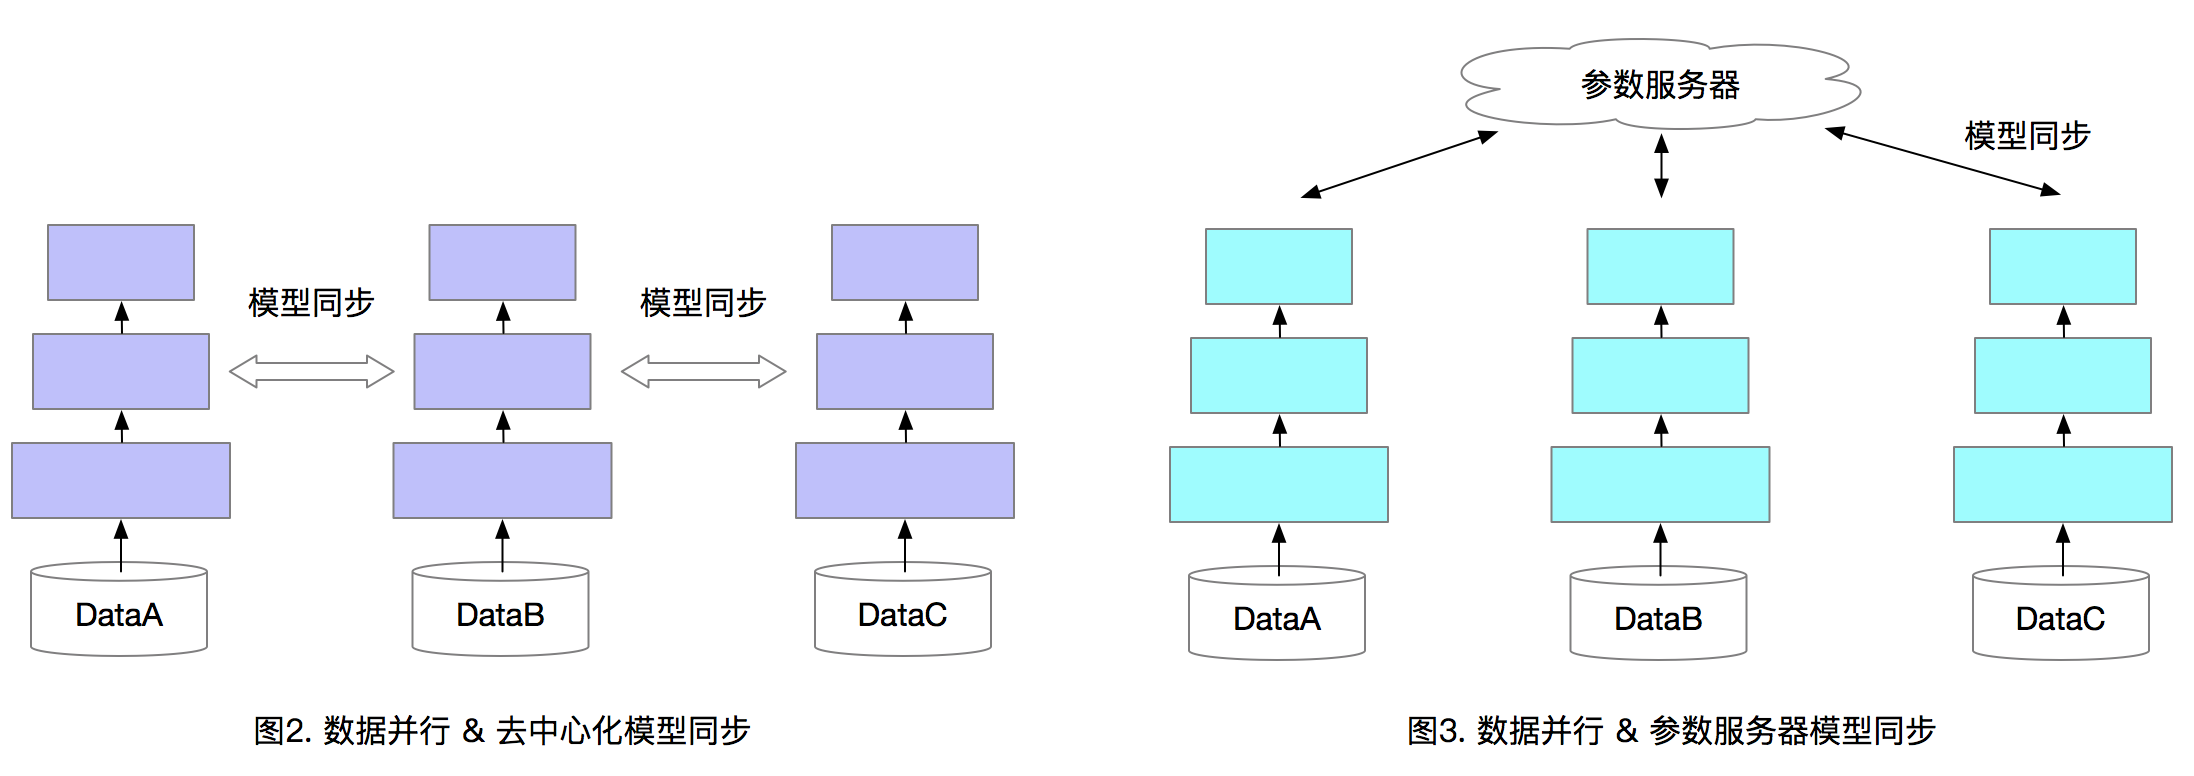 模型同步
模型同步
DataA
DataB
DataC
图2. 数据并行 & 去中心化模型同步
参数服务器
模型同步
DataA
DataB
DataC
图3. 数据并行 & 参数服务器模型同步